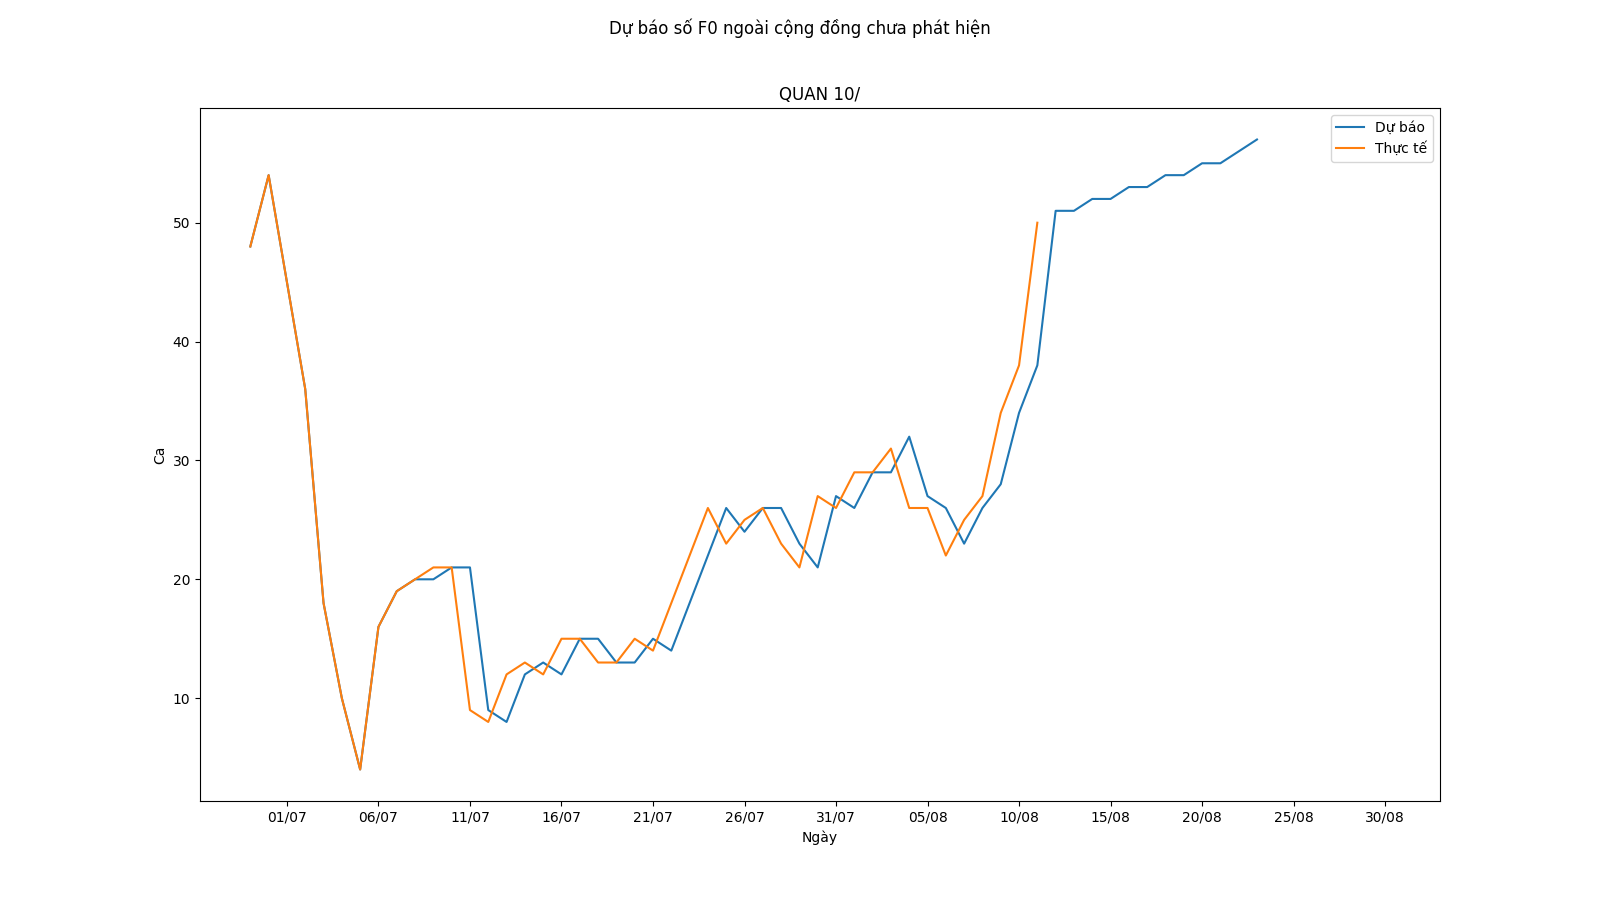 Dự báo số F0 ngoài cộng đồng chưa phát hiện
QUAN 10/
Dự báo
Thực tế
50
40
30
20
10
Ca
01/07 06/07 11/07 16/07 21/07 26/07 31/07 05/08 10/08 15/08 20/08 25/08 30/08
Ngày